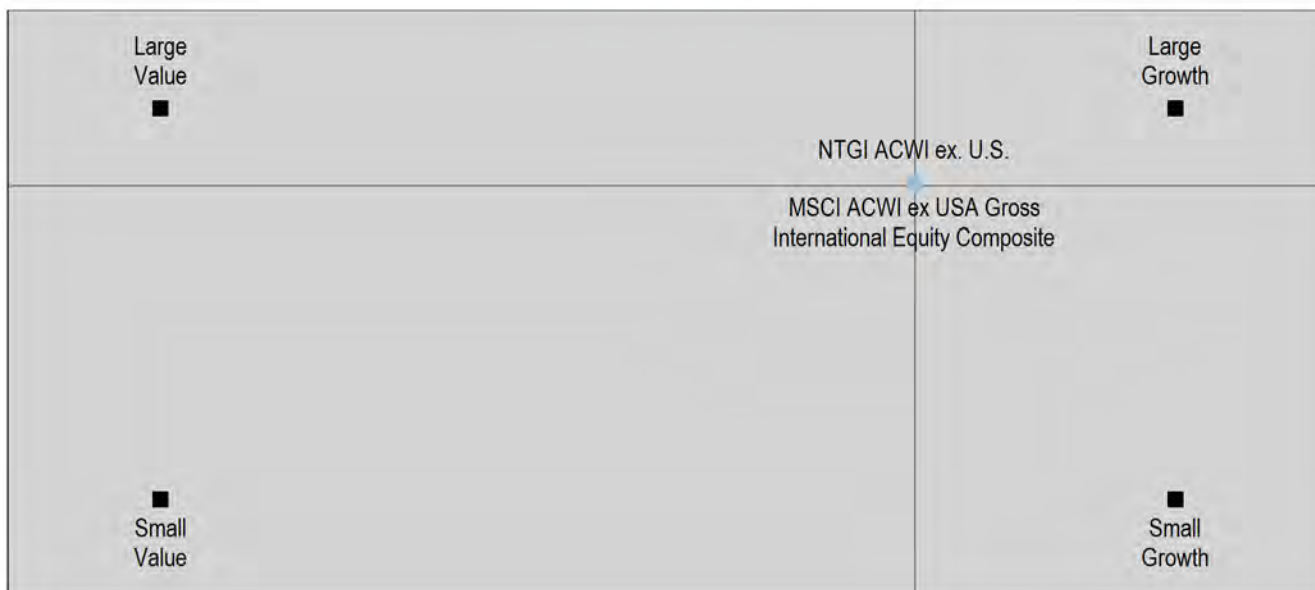 Large
Value
Large
Growth
NTGI ACWI ex. U.S.
MSCI ACWI ex USA Gross
International Equity Composite
Small
Value
Small
Growth